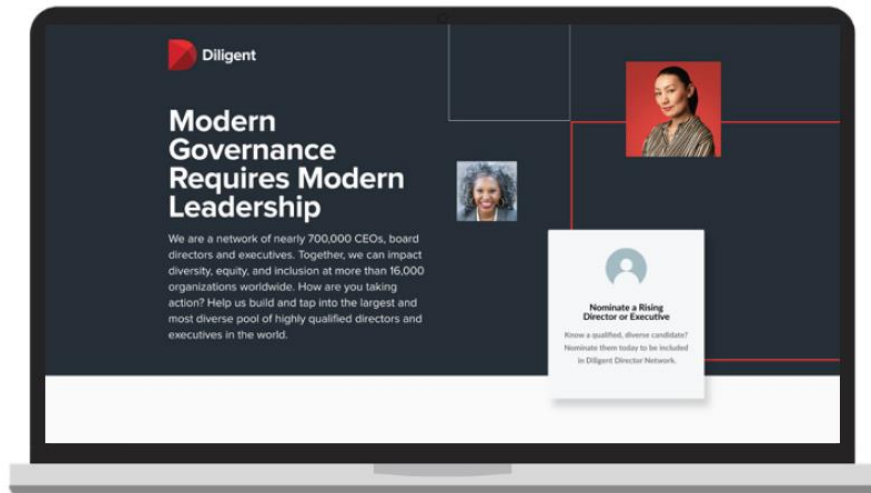 Diligent
Modern
Governance
Requires Modern
Leadership
We are a network of nearly 700,000 CEOs, board
directors and executives. Together, we can impact
diversity, equity, and inclusion at more than 16,000
organizations worldwide. How are you taking
action? Help us build and tap into the largest and
most diverse pool of highly qualified directors and
executives in the world.
Nominate a Rising
Director or Executive
Know a qualified, diverse candidate?
Nominate them today to be included
in Diligent Director Network.